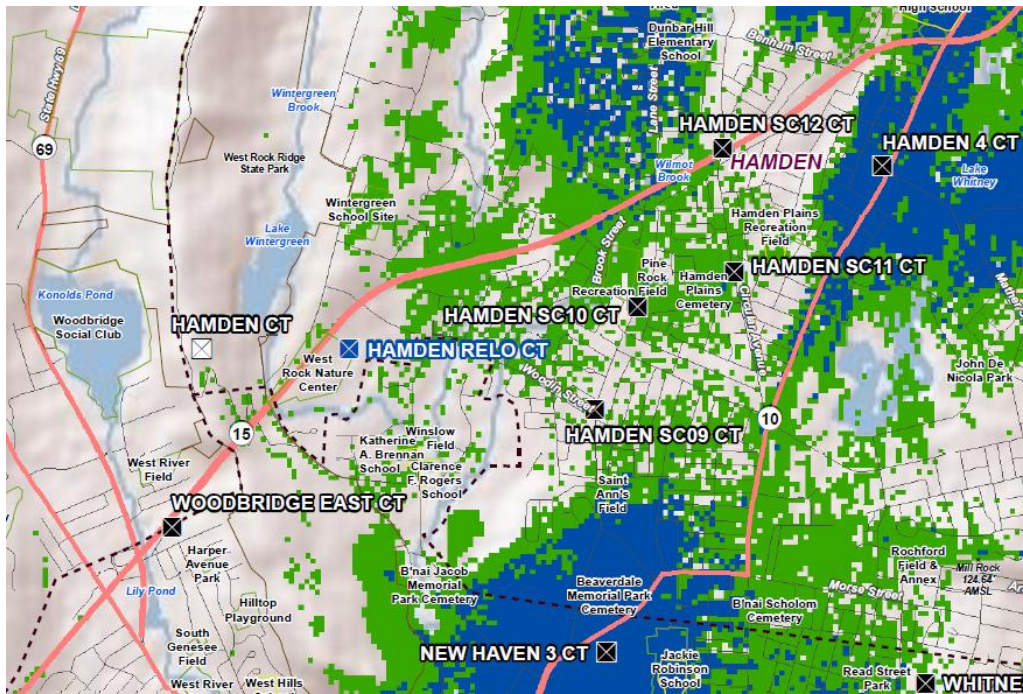 High School
Dunbar Hill
Elementary
School
Benham Street
State Hwy 69
Wintergreen
Brook
Lane Street
HAMDEN SC12 CT
HAMDEN
HAMDEN 4 CT
69
West Rock Ridge
State Park
Wilmot
Brook
Lake
Whitney
Wintergreen
School Site
Hamden Plains
Recreation
Field
Lake
Wintergreen
Brook Street
Pine
Rock
Recreation Field
Hamden
Plains
Cemetery
HAMDEN SC11 CT
Konolds Pond
Woodbridge
Social Club
HAMDEN CT
HAMDEN SC10 CT
Circular Avenue
HAMDEN RELO CT
West
Rock Nature
Center
Woodin Street
John De
Nicola Park
15
10
HAMDEN SC09 CT
Katherine
A. Brennan
School
Winslow
Field
Clarence
F. Rogers
School
West River
Field
Saint
Ann's
Field
WOODBRIDGE EAST CT
Harper
Avenue
Park
Rochford
Field &
Annex
Mill Rock
124.64'
AMSL
B'nai Jacob
Memorial
Park Cemetery
Beaverdale
Memorial Park
Cemetery
Morse Street
Lily Pond
Hilltop
Playground
B'nai Scholom
Cemetery
South
Genesee
Field
NEW HAVEN 3 CT
Jackie
Robinson
School
Read Street
Park
West River
West Hills
WHITNE